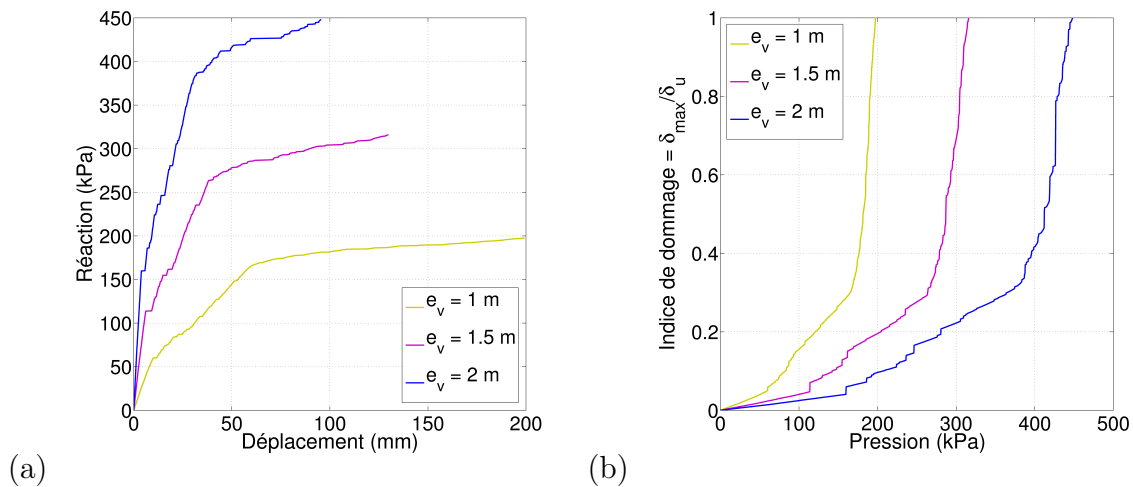 450
400
350
300
250
200
150
100
50
0
Réaction (kPa)
0 50 100 150 200
Déplacement (mm)
e_v = 1 m
e_v = 1.5 m
e_v = 2 m
(a)
1
0.8
0.6
0.4
0.2
0
Indice de dommage = δ_max/δ_u
0 100 200 300 400 500
Pression (kPa)
e_v = 1 m
e_v = 1.5 m
e_v = 2 m
(b)